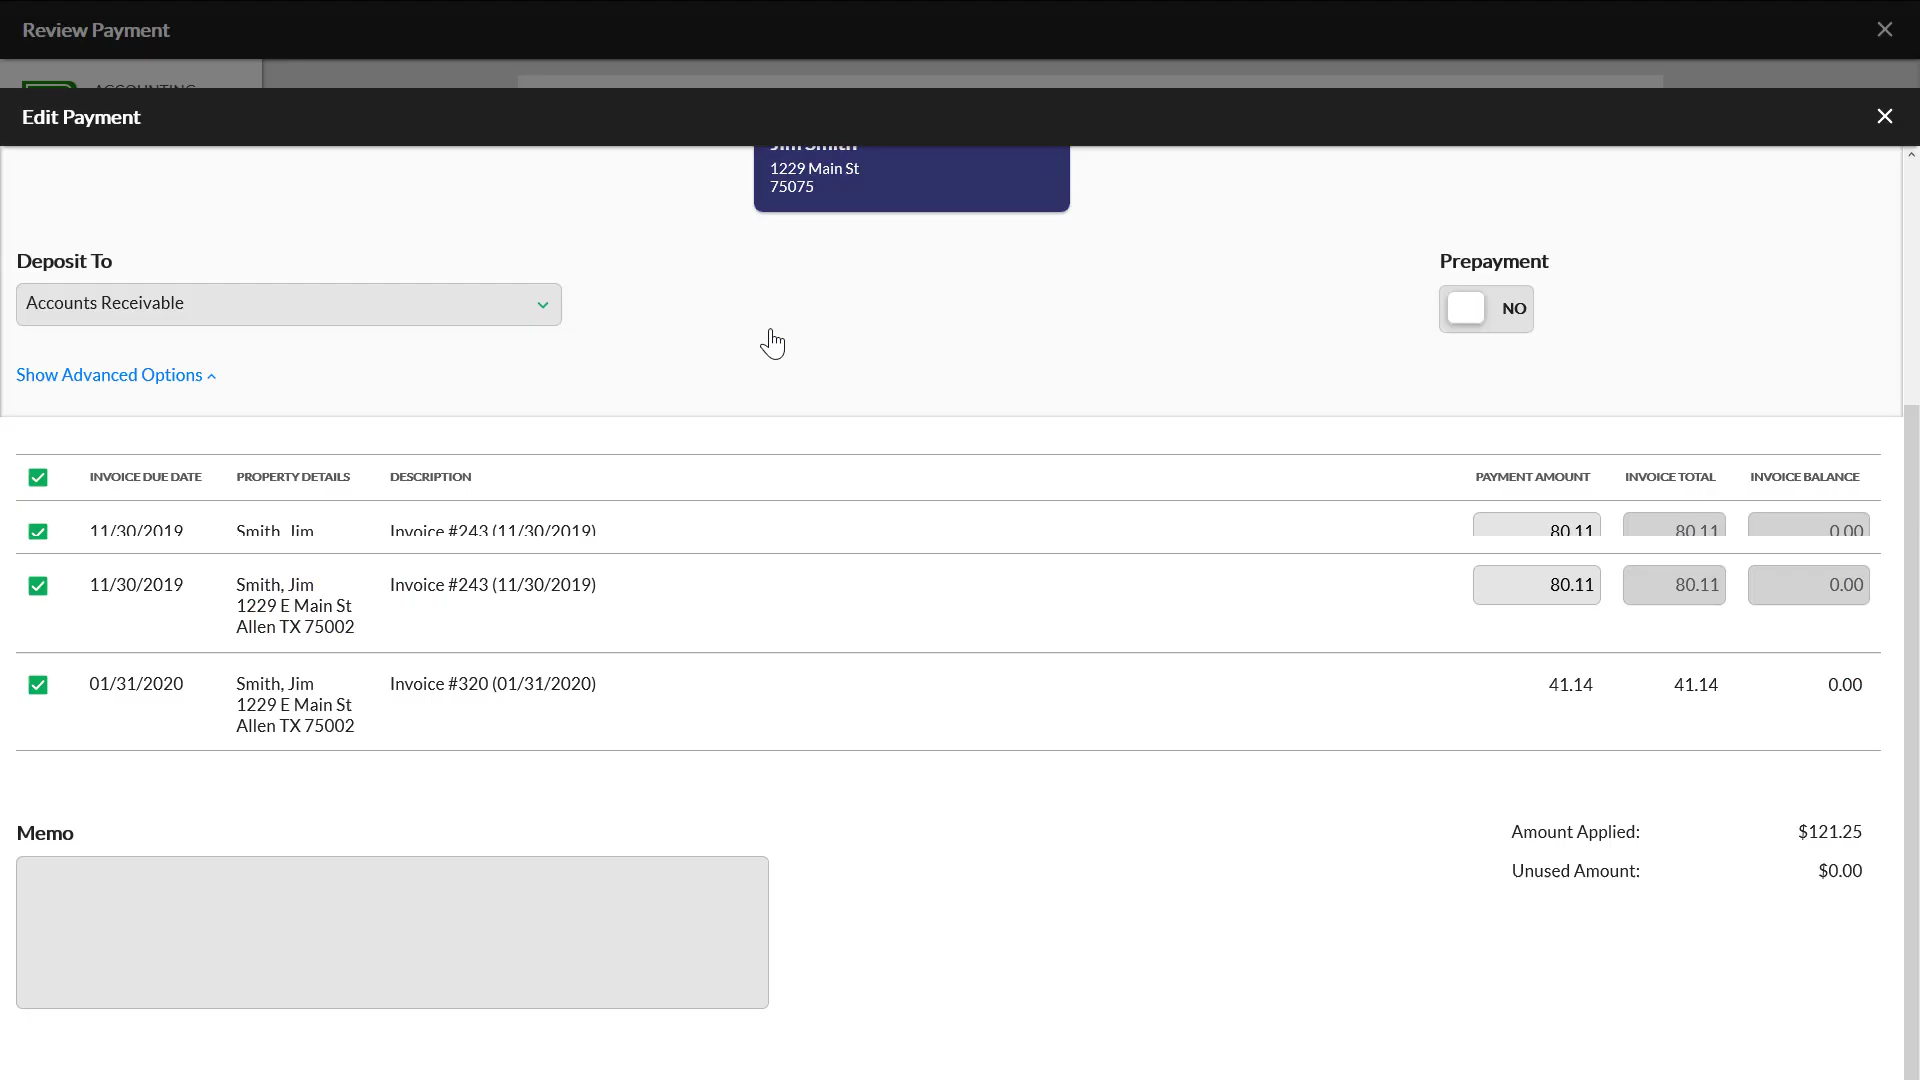 Review Payment
ACCOUNTING
Edit Payment
Jim Smith
1229 Main St
75075
Deposit To
Prepayment
Accounts Receivable
NO
Show Advanced Options
INVOICE DUE DATE PROPERTY DETAILS DESCRIPTION PAYMENT AMOUNT INVOICE TOTAL INVOICE BALANCE
11/30/2019 Smith, Jim Invoice #243 (11/30/2019) 80.11 80.11 0.00
11/30/2019 Smith, Jim Invoice #243 (11/30/2019) 80.11 80.11 0.00
1229 E Main St
Allen TX 75002
01/31/2020 Smith, Jim Invoice #320 (01/31/2020) 41.14 41.14 0.00
1229 E Main St
Allen TX 75002
Memo
Amount Applied: $121.25
Unused Amount: $0.00